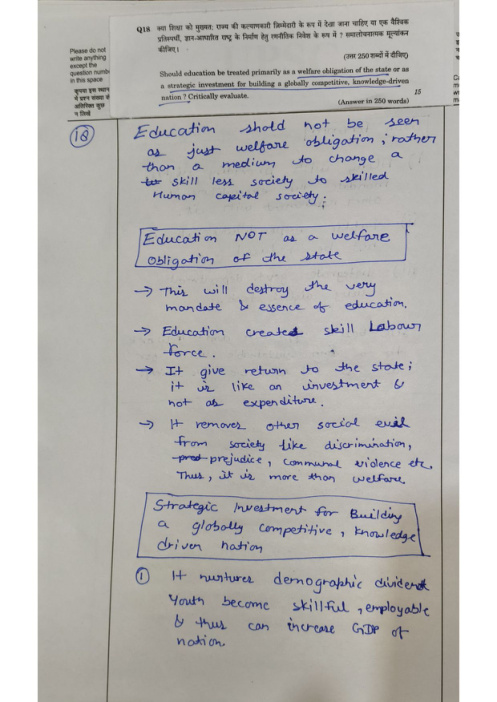 Q18 क्या शिक्षा को मुख्यतः राज्य की कल्याणकारी जिम्मेदारी के रूप में देखा जाना चाहिए या एक वैश्विक
प्रतिस्पर्धी, ज्ञान-आधारित राष्ट्र के निर्माण हेतु रणनीतिक निवेश के रूप में ? समालोचनात्मक मूल्यांकन
कीजिए।
(उत्तर 250 शब्दों में दीजिए)
Should education be treated primarily as a welfare obligation of the state or as
a strategic investment for building a globally competitive, knowledge-driven
nation ? Critically evaluate.
15
(Answer in 250 words)
Please do not
write anything
except the
question numb
in this space
कृपया इस स्थान
में प्रश्न संख्या के
अतिरिक्त कुछ
न लिखें
18
Education shold not be seen
as just welfare obligation, rather
than a medium to change a
skill less society to skilled
Human capital society.
Education NOT as a welfare
obligation of the state
→ This will destroy the very
mandate & essence of education.
→ Education created skill Labour
force.
→ It give return to the state;
it is like an investment &
not as expenditure.
→ It removes other social evil
from society like discrimination,
prejudice, communal violence etc.
Thus, it is more than welfare.
Strategic Investment for Building
a globally competitive, knowledge
driven nation
1 It nurtures demographic dividend
Youth become skillful, employable
& thus can increase GDP of
nation.